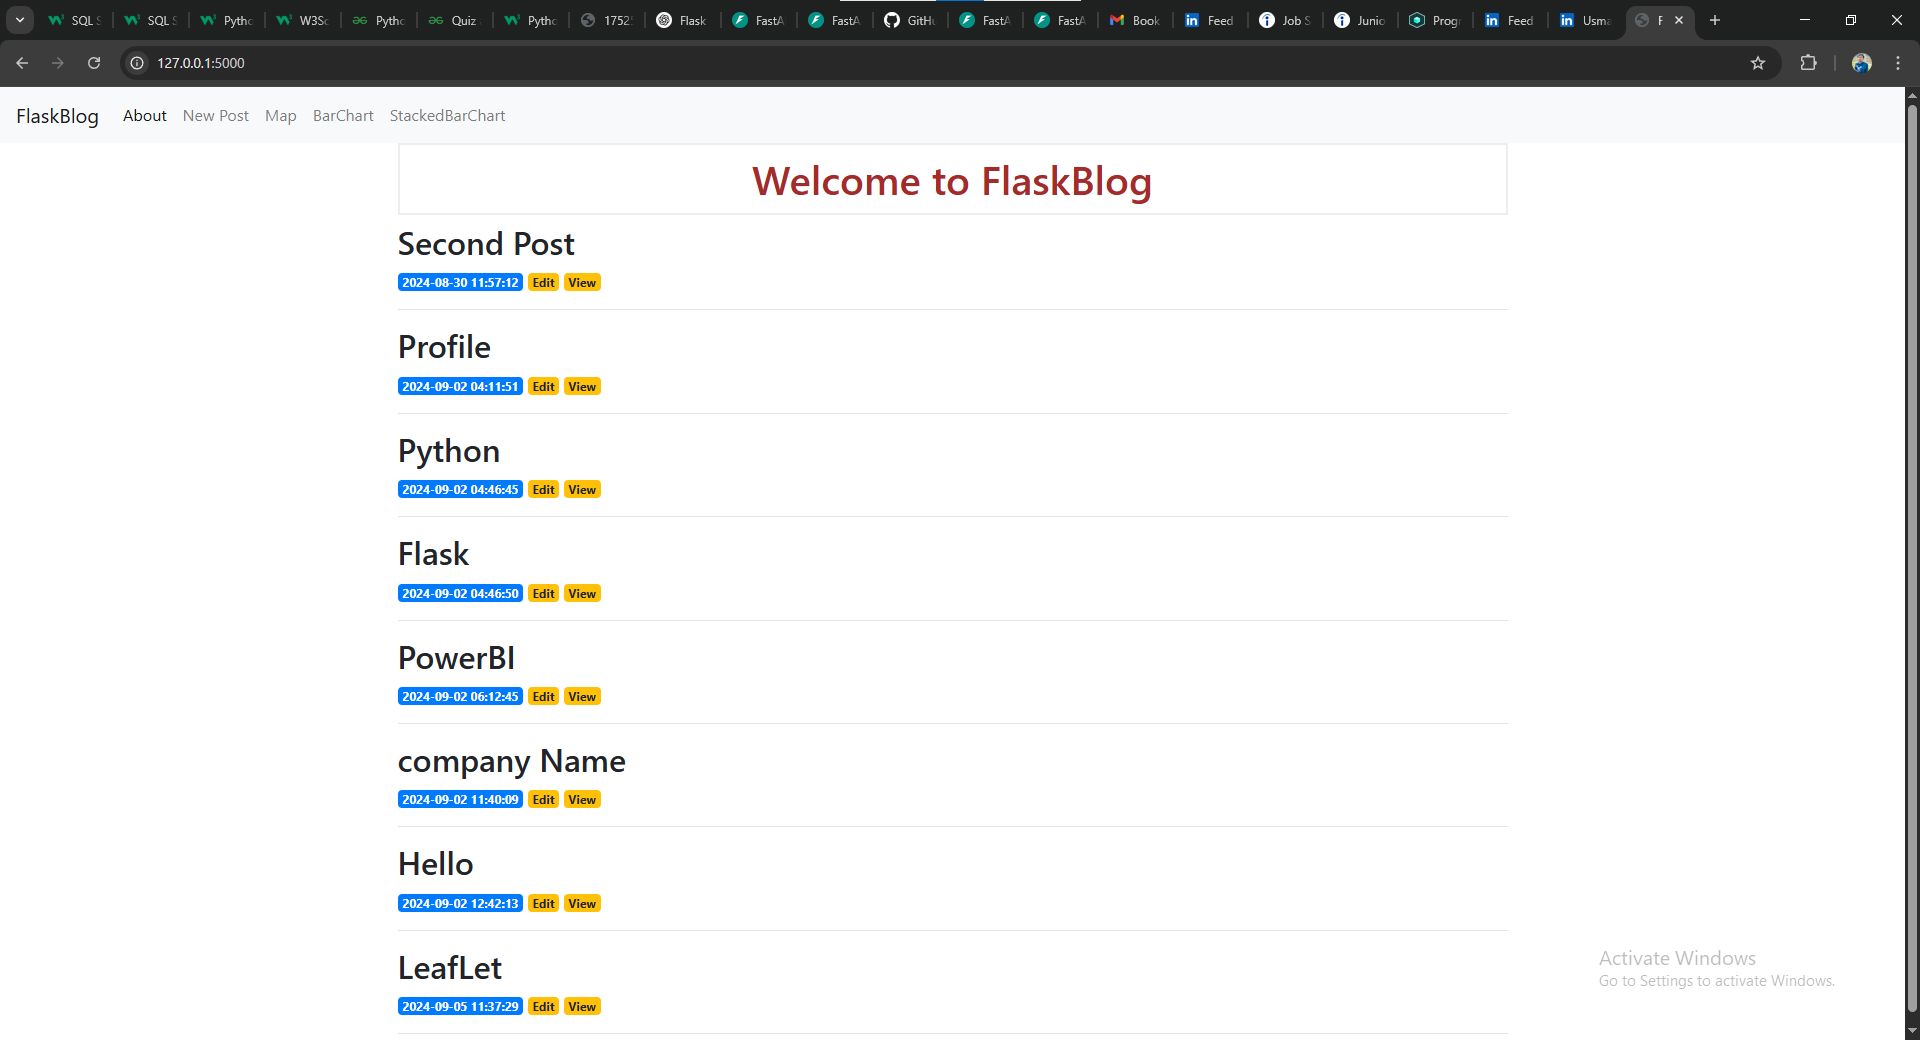 SQL S SQL S Pytho W3Sc Pytho Quiz Pytho 1752 Flask FastA FastA GitHu FastA FastA Book Feed Job S Junio Progr Feed Usma F
127.0.0.1:5000
FlaskBlog About New Post Map BarChart StackedBarChart
Welcome to FlaskBlog
Second Post
2024-08-30 11:57:12 Edit View
Profile
2024-09-02 04:11:51 Edit View
Python
2024-09-02 04:46:45 Edit View
Flask
2024-09-02 04:46:50 Edit View
PowerBI
2024-09-02 06:12:45 Edit View
company Name
2024-09-02 11:40:09 Edit View
Hello
2024-09-02 12:42:13 Edit View
LeafLet
2024-09-05 11:37:29 Edit View
Activate Windows
Go to Settings to activate Windows.